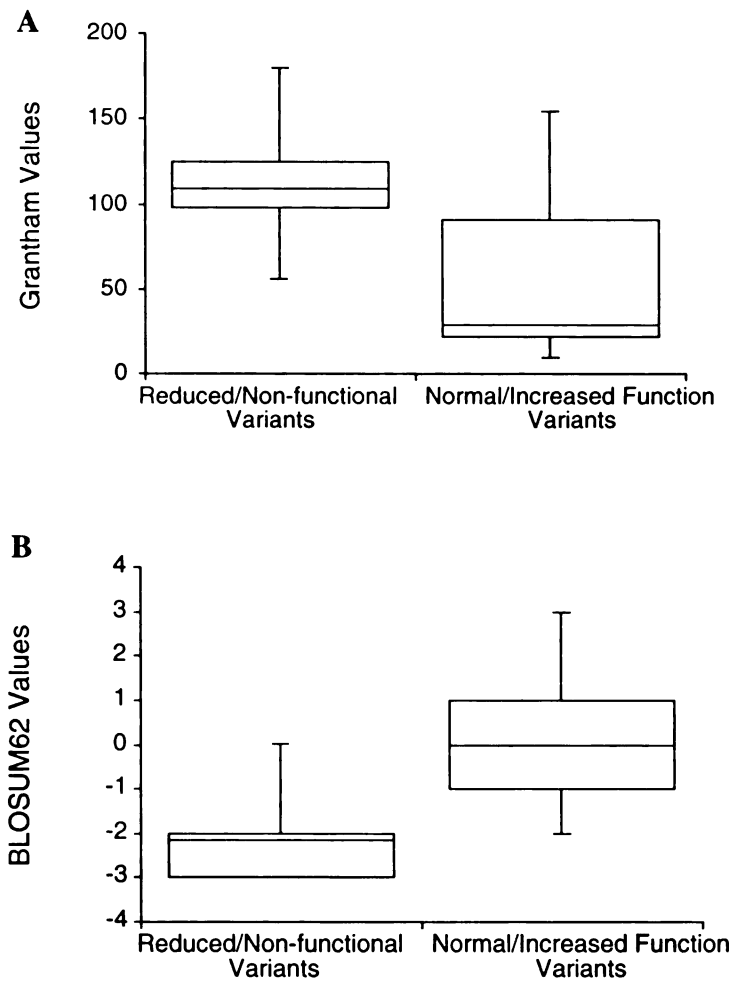 A
200
150
100
50
0
Grantham Values
Reduced/Non-functional
Variants
Normal/Increased Function
Variants
B
4
3
2
1
0
-1
-2
-3
-4
BLOSUM62 Values
Reduced/Non-functional
Variants
Normal/Increased Function
Variants